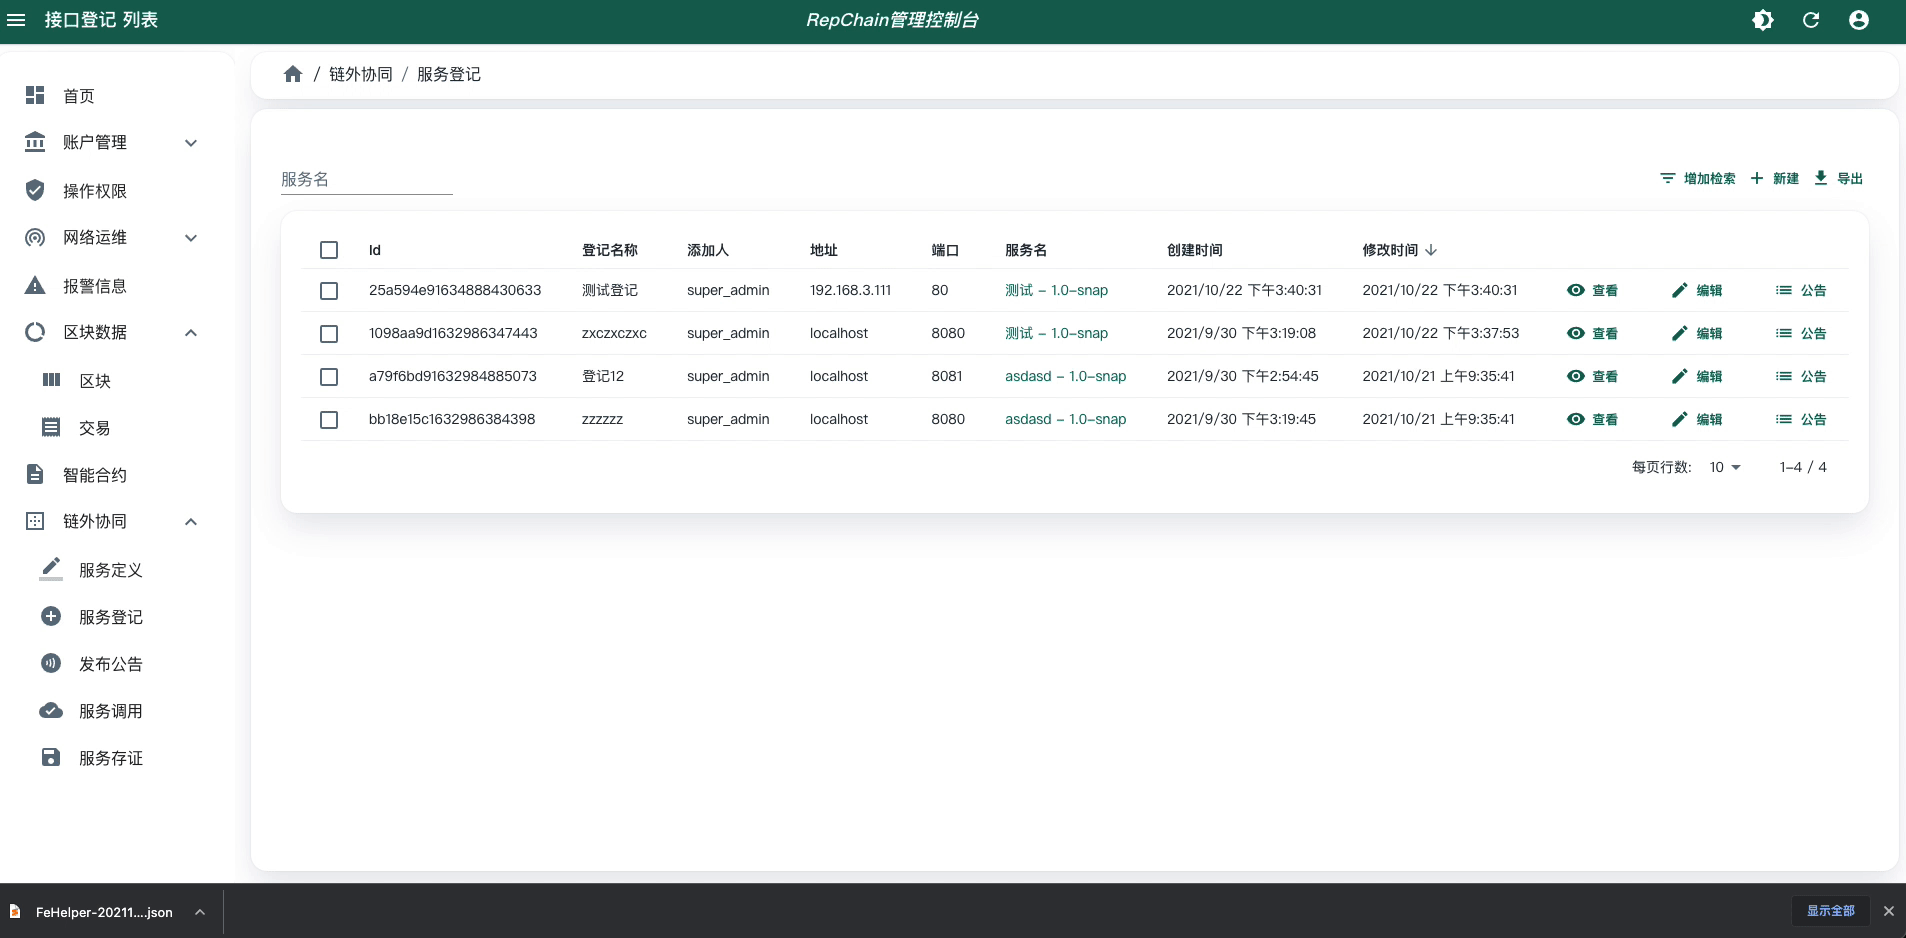 接口登记 列表
RepChain管理控制台
首页
账户管理
操作权限
网络运维
报警信息
区块数据
区块
交易
智能合约
链外协同
服务定义
服务登记
发布公告
服务调用
服务存证
/ 链外协同 / 服务登记
服务名
增加检索 新建 导出
Id 登记名称 添加人 地址 端口 服务名 创建时间 修改时间
25a594e91634888430633 测试登记 super_admin 192.168.3.111 80 测试 - 1.0-snap 2021/10/22 下午3:40:31 2021/10/22 下午3:40:31 查看 编辑 公告
1098aa9d1632986347443 zxczxczxc super_admin localhost 8080 测试 - 1.0-snap 2021/9/30 下午3:19:08 2021/10/22 下午3:37:53 查看 编辑 公告
a79f6bd91632984885073 登记12 super_admin localhost 8081 asdasd - 1.0-snap 2021/9/30 下午2:54:45 2021/10/21 上午9:35:41 查看 编辑 公告
bb18e15c1632986384398 zzzzzz super_admin localhost 8080 asdasd - 1.0-snap 2021/9/30 下午3:19:45 2021/10/21 上午9:35:41 查看 编辑 公告
每页行数: 10 1-4 / 4
FeHelper-20211....json
显示全部